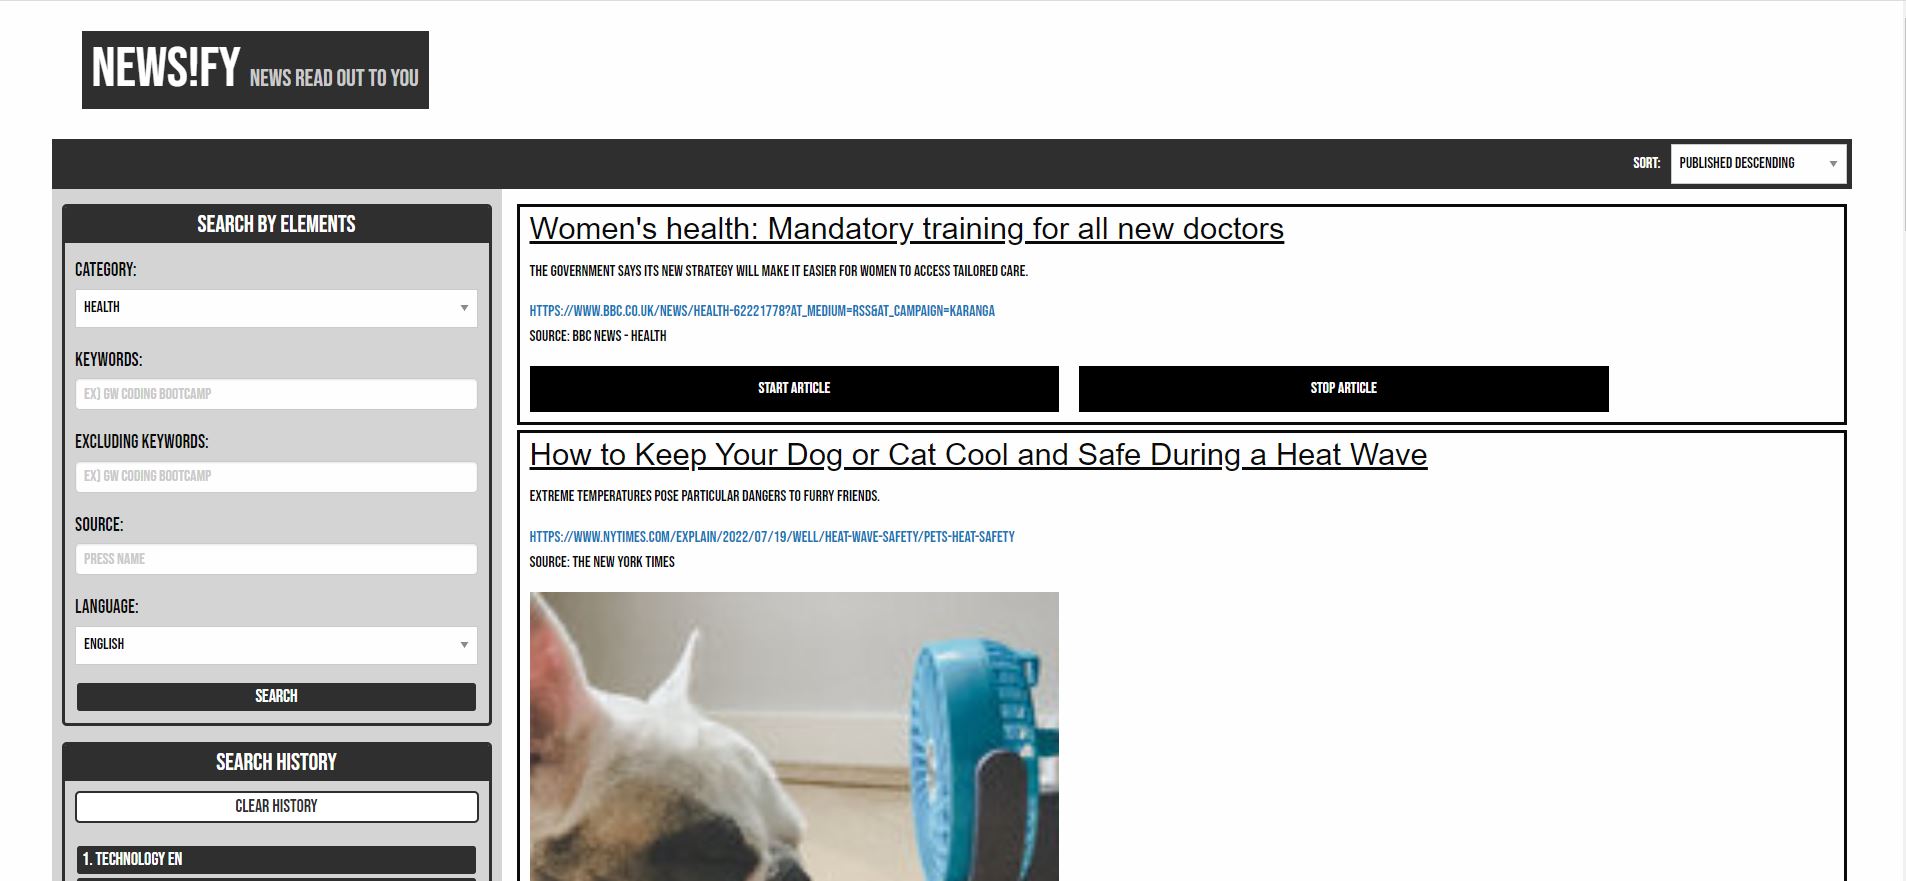 NEWS!FY NEWS READ OUT TO YOU
SORT: PUBLISHED DESCENDING
SEARCH BY ELEMENTS
CATEGORY:
HEALTH
KEYWORDS:
EX) GW CODING BOOTCAMP
EXCLUDING KEYWORDS:
EX) GW CODING BOOTCAMP
SOURCE:
PRESS NAME
LANGUAGE:
ENGLISH
SEARCH
SEARCH HISTORY
CLEAR HISTORY
1. TECHNOLOGY EN
Women's health: Mandatory training for all new doctors
THE GOVERNMENT SAYS ITS NEW STRATEGY WILL MAKE IT EASIER FOR WOMEN TO ACCESS TAILORED CARE.
HTTPS://WWW.BBC.CO.UK/NEWS/HEALTH-62221778?AT_MEDIUM=RSS&AT_CAMPAIGN=KARANGA
SOURCE: BBC NEWS - HEALTH
START ARTICLE
STOP ARTICLE
How to Keep Your Dog or Cat Cool and Safe During a Heat Wave
EXTREME TEMPERATURES POSE PARTICULAR DANGERS TO FURRY FRIENDS.
HTTPS://WWW.NYTIMES.COM/EXPLAIN/2022/07/19/WELL/HEAT-WAVE-SAFETY/PETS-HEAT-SAFETY
SOURCE: THE NEW YORK TIMES